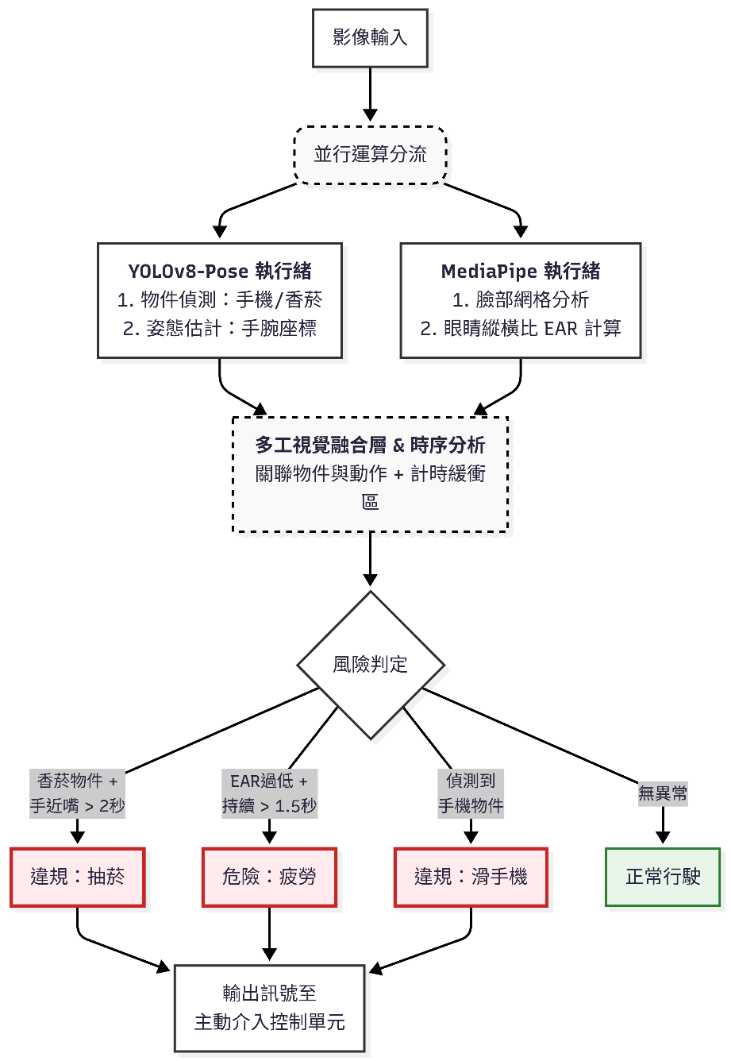 影像輸入
並行運算分流
YOLOv8-Pose 執行緒
1. 物件偵測：手機/香菸
2. 姿態估計：手腕座標
MediaPipe 執行緒
1. 臉部網格分析
2. 眼睛縱橫比 EAR 計算
多工視覺融合層 & 時序分析
關聯物件與動作 + 計時緩衝
區
風險判定
香菸物件 +
手近嘴 > 2秒
EAR過低 +
持續 > 1.5秒
偵測到
手機物件
無異常
違規：抽菸
危險：疲勞
違規：滑手機
正常行駛
輸出訊號至
主動介入控制單元